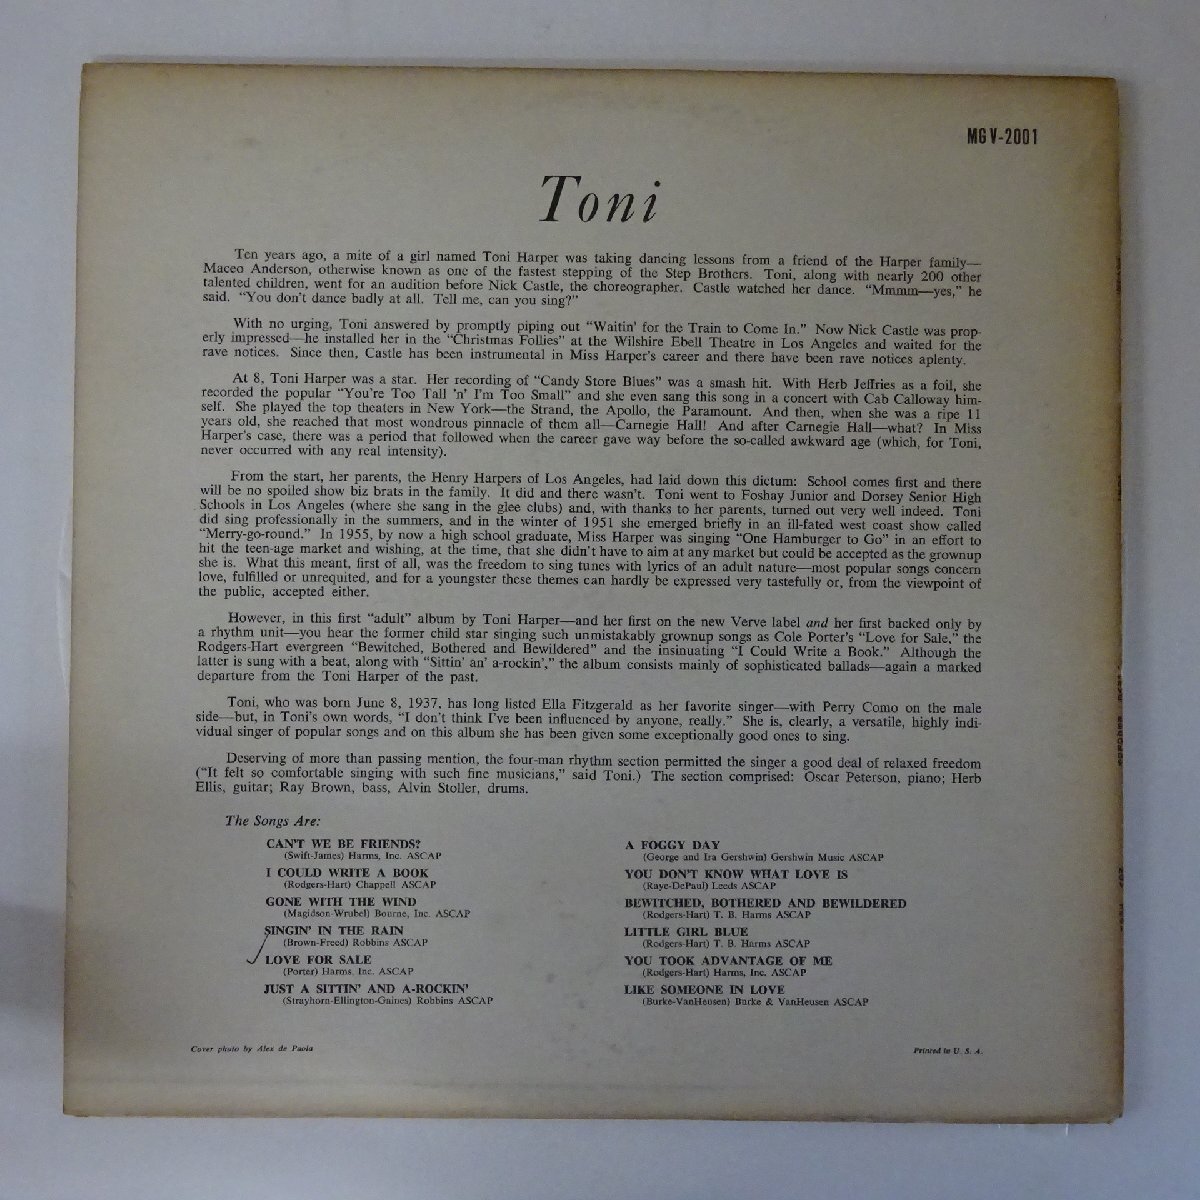 MGV-2001
Toni
Ten years ago, a mite of a girl named Toni Harper was taking dancing lessons from a friend of the Harper family—
Maceo Anderson, otherwise known as one of the fastest stepping of the Step Brothers. Toni, along with nearly 200 other
talented children, went for an audition before Nick Castle, the choreographer. Castle watched her dance. “Mmmm—yes,” he
said. “You don't dance badly at all. Tell me, can you sing?”
With no urging, Toni answered by promptly piping out “Waitin' for the Train to Come In.” Now Nick Castle was prop-
erly impressed—he installed her in the “Christmas Follies” at the Wilshire Ebell Theatre in Los Angeles and waited for the
rave notices. Since then, Castle has been instrumental in Miss Harper's career and there have been rave notices aplenty.
At 8, Toni Harper was a star. Her recording of “Candy Store Blues” was a smash hit. With Herb Jeffries as a foil, she
recorded the popular “You're Too Tall 'n' I'm Too Small” and she even sang this song in a concert with Cab Calloway him-
self. She played the top theaters in New York—the Strand, the Apollo, the Paramount. And then, when she was a ripe 11
years old, she reached that most wondrous pinnacle of them all—Carnegie Hall! And after Carnegie Hall—what? In Miss
Harper's case, there was a period that followed when the career gave way before the so-called awkward age (which, for Toni,
never occurred with any real intensity).
From the start, her parents, the Henry Harpers of Los Angeles, had laid down this dictum: School comes first and there
will be no spoiled show biz brats in the family. It did and there wasn't. Toni went to Foshay Junior and Dorsey Senior High
Schools in Los Angeles (where she sang in the glee clubs) and, with thanks to her parents, turned out very well indeed. Toni
did sing professionally in the summers, and in the winter of 1951 she emerged briefly in an ill-fated west coast show called
“Merry-go-round.” In 1955, by now a high school graduate, Miss Harper was singing “One Hamburger to Go” in an effort to
hit the teen-age market and wishing, at the time, that she didn't have to aim at any market but could be accepted as the grownup
she is. What this meant, first of all, was the freedom to sing tunes with lyrics of an adult nature—most popular songs concern
love, fulfilled or unrequited, and for a youngster these themes can hardly be expressed very tastefully or, from the viewpoint of
the public, accepted either.
However, in this first “adult” album by Toni Harper—and her first on the new Verve label and her first backed only by
a rhythm unit—you hear the former child star singing such unmistakably grownup songs as Cole Porter's “Love for Sale,” the
Rodgers-Hart evergreen “Bewitched, Bothered and Bewildered” and the insinuating “I Could Write a Book.” Although the
latter is sung with a beat, along with “Sittin' an' a-rockin',” the album consists mainly of sophisticated ballads—again a marked
departure from the Toni Harper of the past.
Toni, who was born June 8, 1937, has long listed Ella Fitzgerald as her favorite singer—with Perry Como on the male
side—but, in Toni's own words, “I don't think I've been influenced by anyone, really.” She is, clearly, a versatile, highly indi-
vidual singer of popular songs and on this album she has been given some exceptionally good ones to sing.
Deserving of more than passing mention, the four-man rhythm section permitted the singer a good deal of relaxed freedom
(“It felt so comfortable singing with such fine musicians,” said Toni.) The section comprised: Oscar Peterson, piano; Herb
Ellis, guitar; Ray Brown, bass, Alvin Stoller, drums.
The Songs Are:
CAN'T WE BE FRIENDS?
(Swift-James) Harms, Inc. ASCAP
I COULD WRITE A BOOK
(Rodgers-Hart) Chappell ASCAP
GONE WITH THE WIND
(Magidson-Wrubel) Bourne, Inc. ASCAP
SINGIN' IN THE RAIN
(Brown-Freed) Robbins ASCAP
LOVE FOR SALE
(Porter) Harms, Inc. ASCAP
JUST A SITTIN' AND A-ROCKIN'
(Strayhorn-Ellington-Gaines) Robbins ASCAP
A FOGGY DAY
(George and Ira Gershwin) Gershwin Music ASCAP
YOU DON'T KNOW WHAT LOVE IS
(Raye-DePaul) Leeds ASCAP
BEWITCHED, BOTHERED AND BEWILDERED
(Rodgers-Hart) T. B. Harms ASCAP
LITTLE GIRL BLUE
(Rodgers-Hart) T. B. Harms ASCAP
YOU TOOK ADVANTAGE OF ME
(Rodgers-Hart) Harms, Inc. ASCAP
LIKE SOMEONE IN LOVE
(Burke-VanHeusen) Burke & VanHeusen ASCAP
Cover photo by Alex de Paola
Printed in U. S. A.